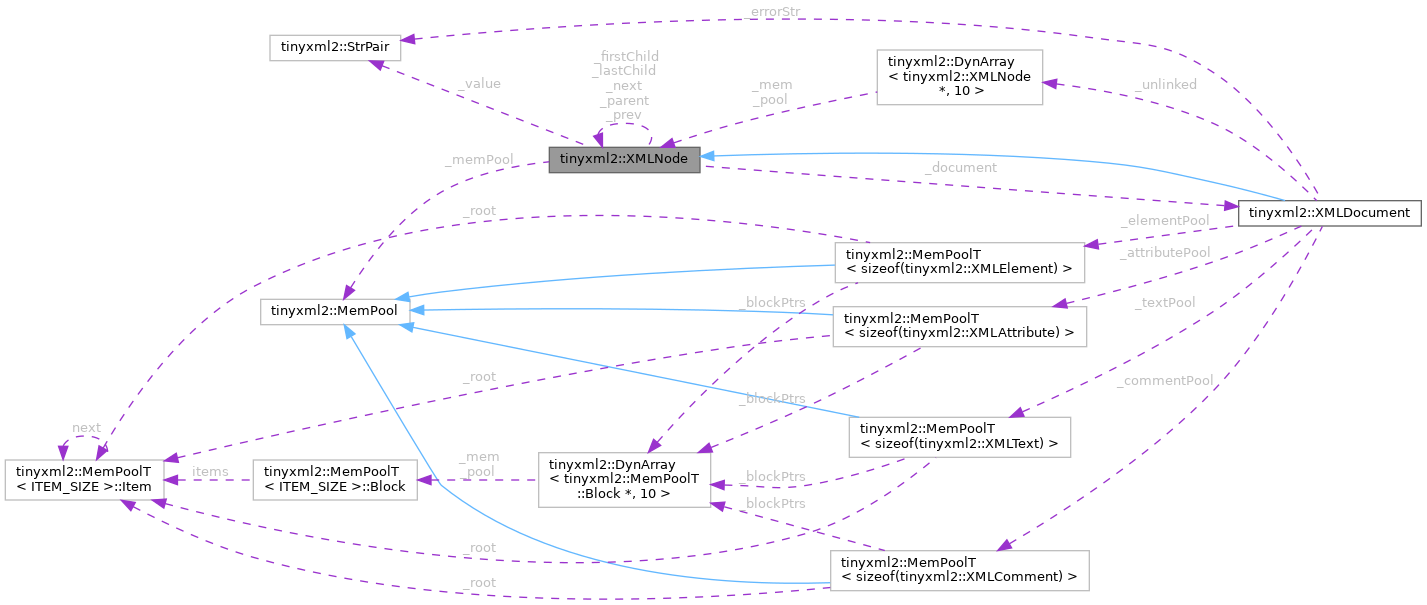 _errorStr
tinyxml2::StrPair
_firstChild
_lastChild
_next
_parent
_prev
tinyxml2::DynArray
< tinyxml2::XMLNode
*, 10 >
_value
_mem
_pool
_unlinked
tinyxml2::XMLNode
_memPool
_document
_root
tinyxml2::XMLDocument
_elementPool
tinyxml2::MemPoolT
< sizeof(tinyxml2::XMLElement) >
_attributePool
tinyxml2::MemPool
_blockPtrs
_textPool
tinyxml2::MemPoolT
< sizeof(tinyxml2::XMLAttribute) >
_root
_commentPool
_blockPtrs
tinyxml2::MemPoolT
< sizeof(tinyxml2::XMLText) >
next
tinyxml2::MemPoolT
< ITEM_SIZE >::Item
items
tinyxml2::MemPoolT
< ITEM_SIZE >::Block
_mem
_pool
tinyxml2::DynArray
< tinyxml2::MemPoolT
::Block *, 10 >
_blockPtrs
_blockPtrs
_root
tinyxml2::MemPoolT
< sizeof(tinyxml2::XMLComment) >
_root